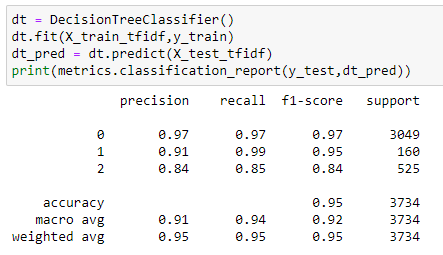 dt = DecisionTreeClassifier()
dt.fit(X_train_tfidf,y_train)
dt_pred = dt.predict(X_test_tfidf)
print(metrics.classification_report(y_test,dt_pred))
precision recall f1-score support
0 0.97 0.97 0.97 3049
1 0.91 0.99 0.95 160
2 0.84 0.85 0.84 525
accuracy 0.95 3734
macro avg 0.91 0.94 0.92 3734
weighted avg 0.95 0.95 0.95 3734